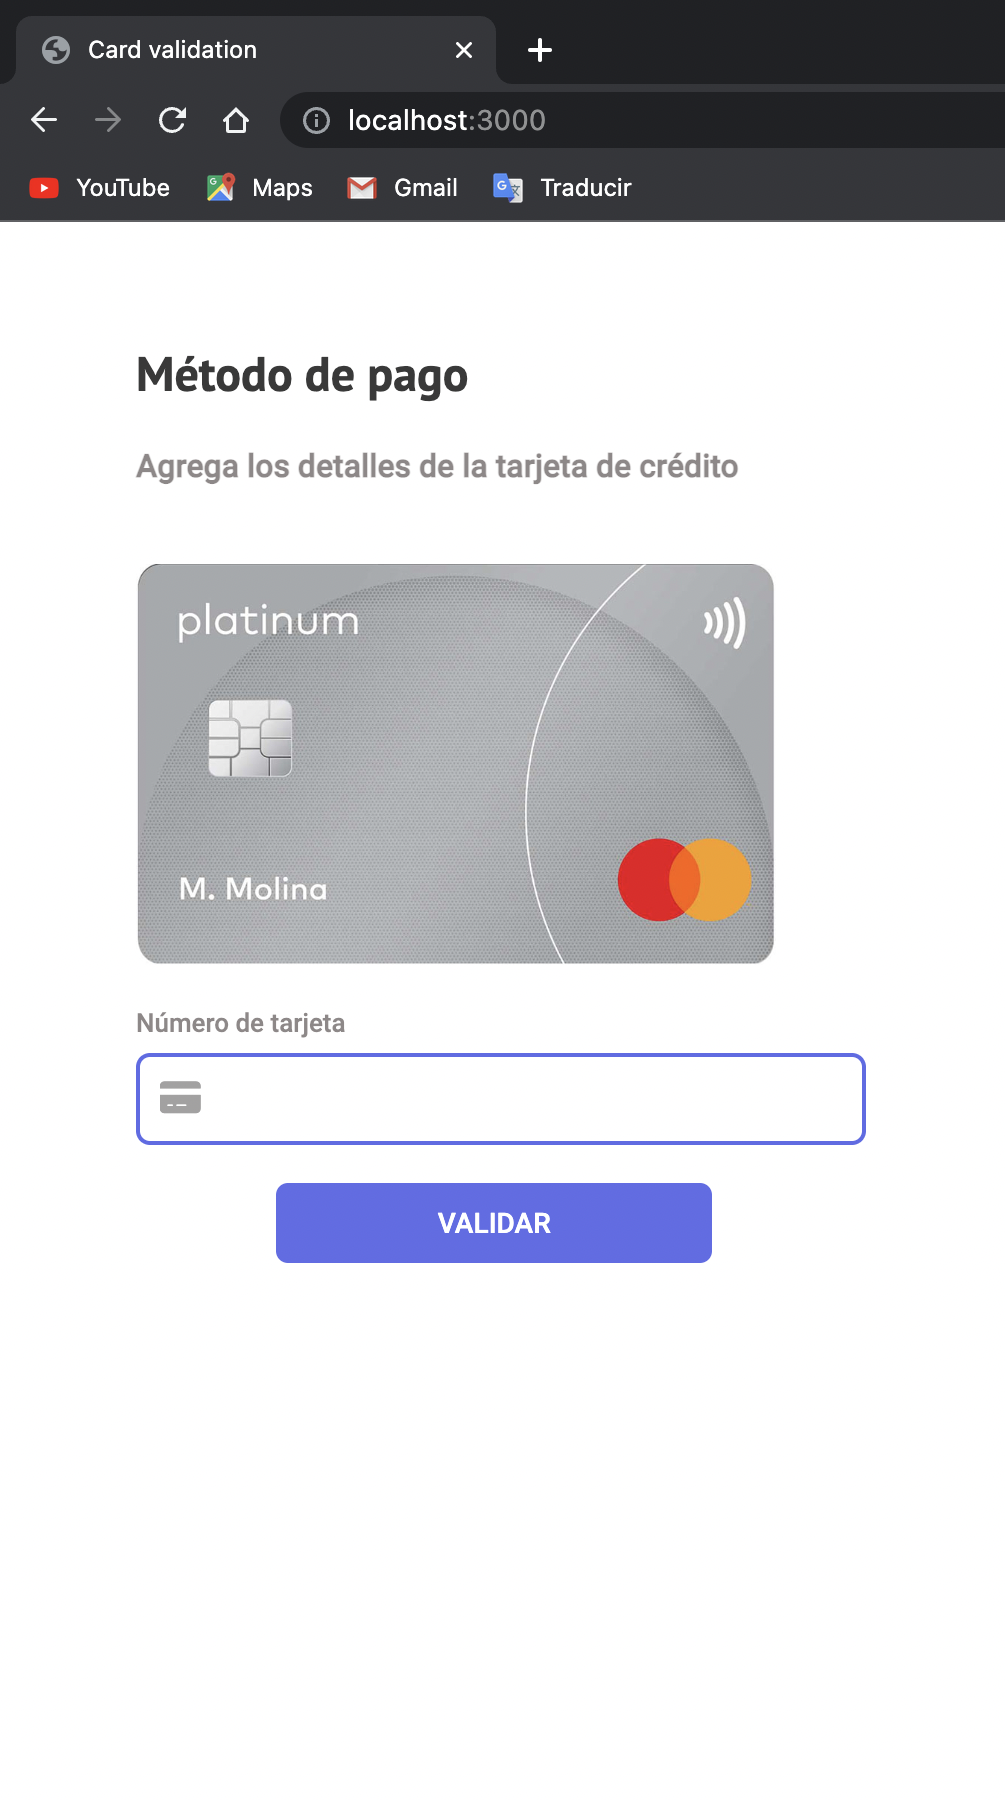 Card validation
localhost:3000
YouTube Maps Gmail Traducir
Método de pago
Agrega los detalles de la tarjeta de crédito
platinum
M. Molina
Número de tarjeta
VALIDAR